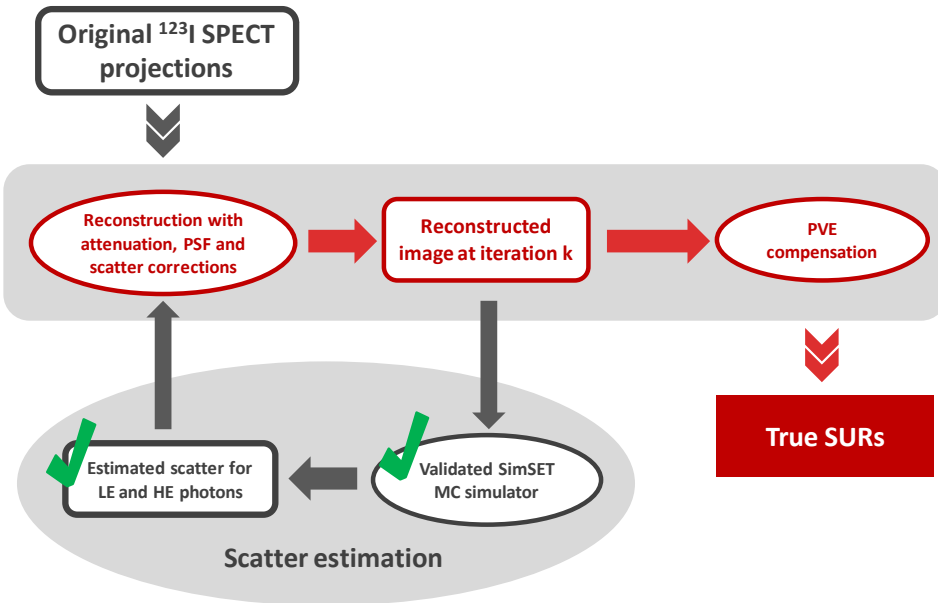 Original ¹²³I SPECT
projections
Reconstruction with
attenuation, PSF and
scatter corrections
Reconstructed
image at iteration k
PVE
compensation
True SURs
Estimated scatter for
LE and HE photons
Validated SimSET
MC simulator
Scatter estimation